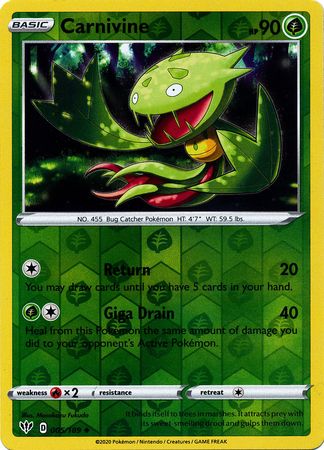 BASIC Carnivine HP 90
NO. 455 Bug Catcher Pokémon HT: 4'7" WT: 59.5 lbs.
Return 20
You may draw cards until you have 5 cards in your hand.
Giga Drain 40
Heal from this Pokémon the same amount of damage you
did to your opponent's Active Pokémon.
weakness ×2 resistance retreat
Illus. Masakazu Fukuda
D 005/189 ◆
It binds itself to trees in marshes. It attracts prey with
its sweet-smelling drool and gulps them down.
©2020 Pokémon / Nintendo / Creatures / GAME FREAK